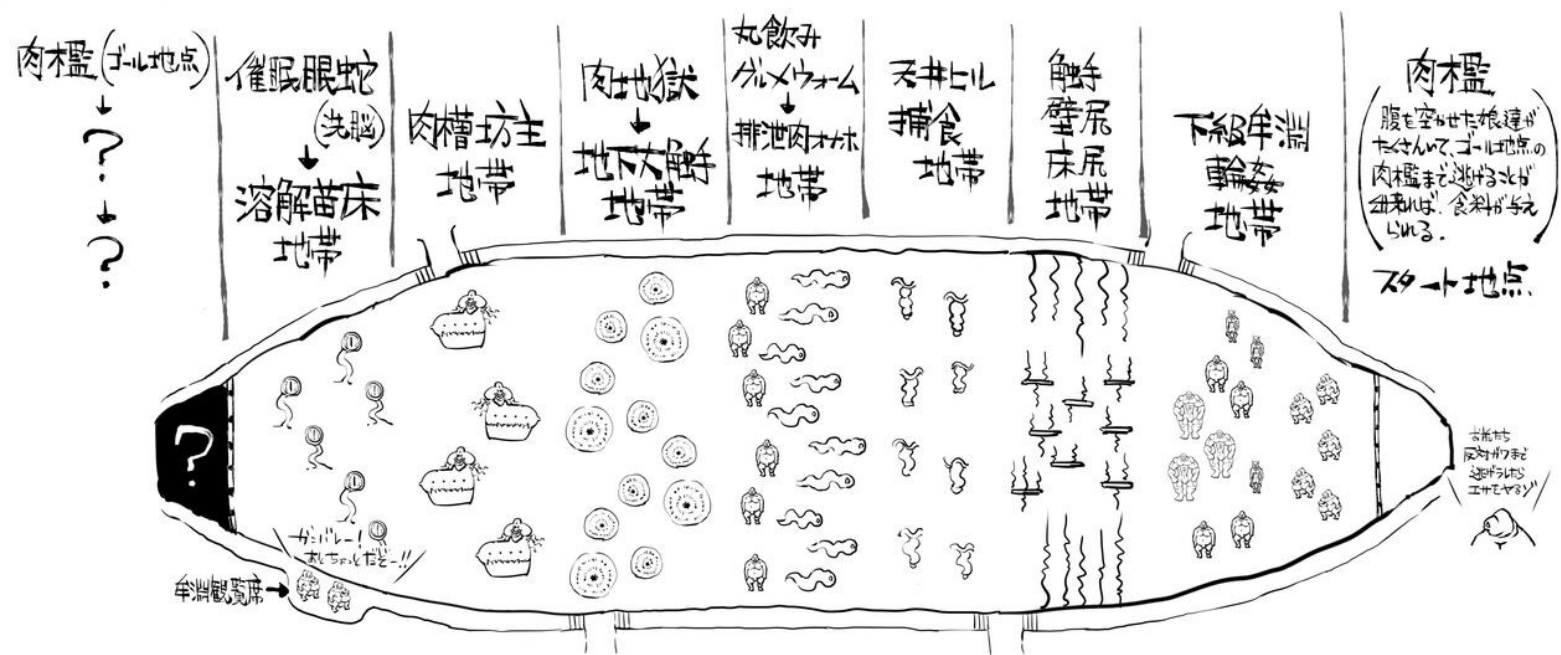 肉檻(ゴール地点)
↓
?
↓
?
催眠眼蛇
(洗脳)
↓
溶解苗床
地帯
肉槽坊主
地帯
肉地獄
↓
地下大触手
地帯
丸飲み
グルメウォーム
↓
排泄肉オナホ
地帯
天井ヒル
捕食
地帯
触手
壁尻
床尻
地帯
下級牟淵
輪姦
地帯
肉檻
(腹を空かせた娘達が
たくさんいて、ゴール地点の
肉檻まで逃げることが
出来れば、食料が与え
られる。)
スタート地点
?
ガンバレー!
あとちょっとだぞー!!
牟淵観覧席→
お前たち
反対側まで
逃げきれたら
エサをヤるゾ